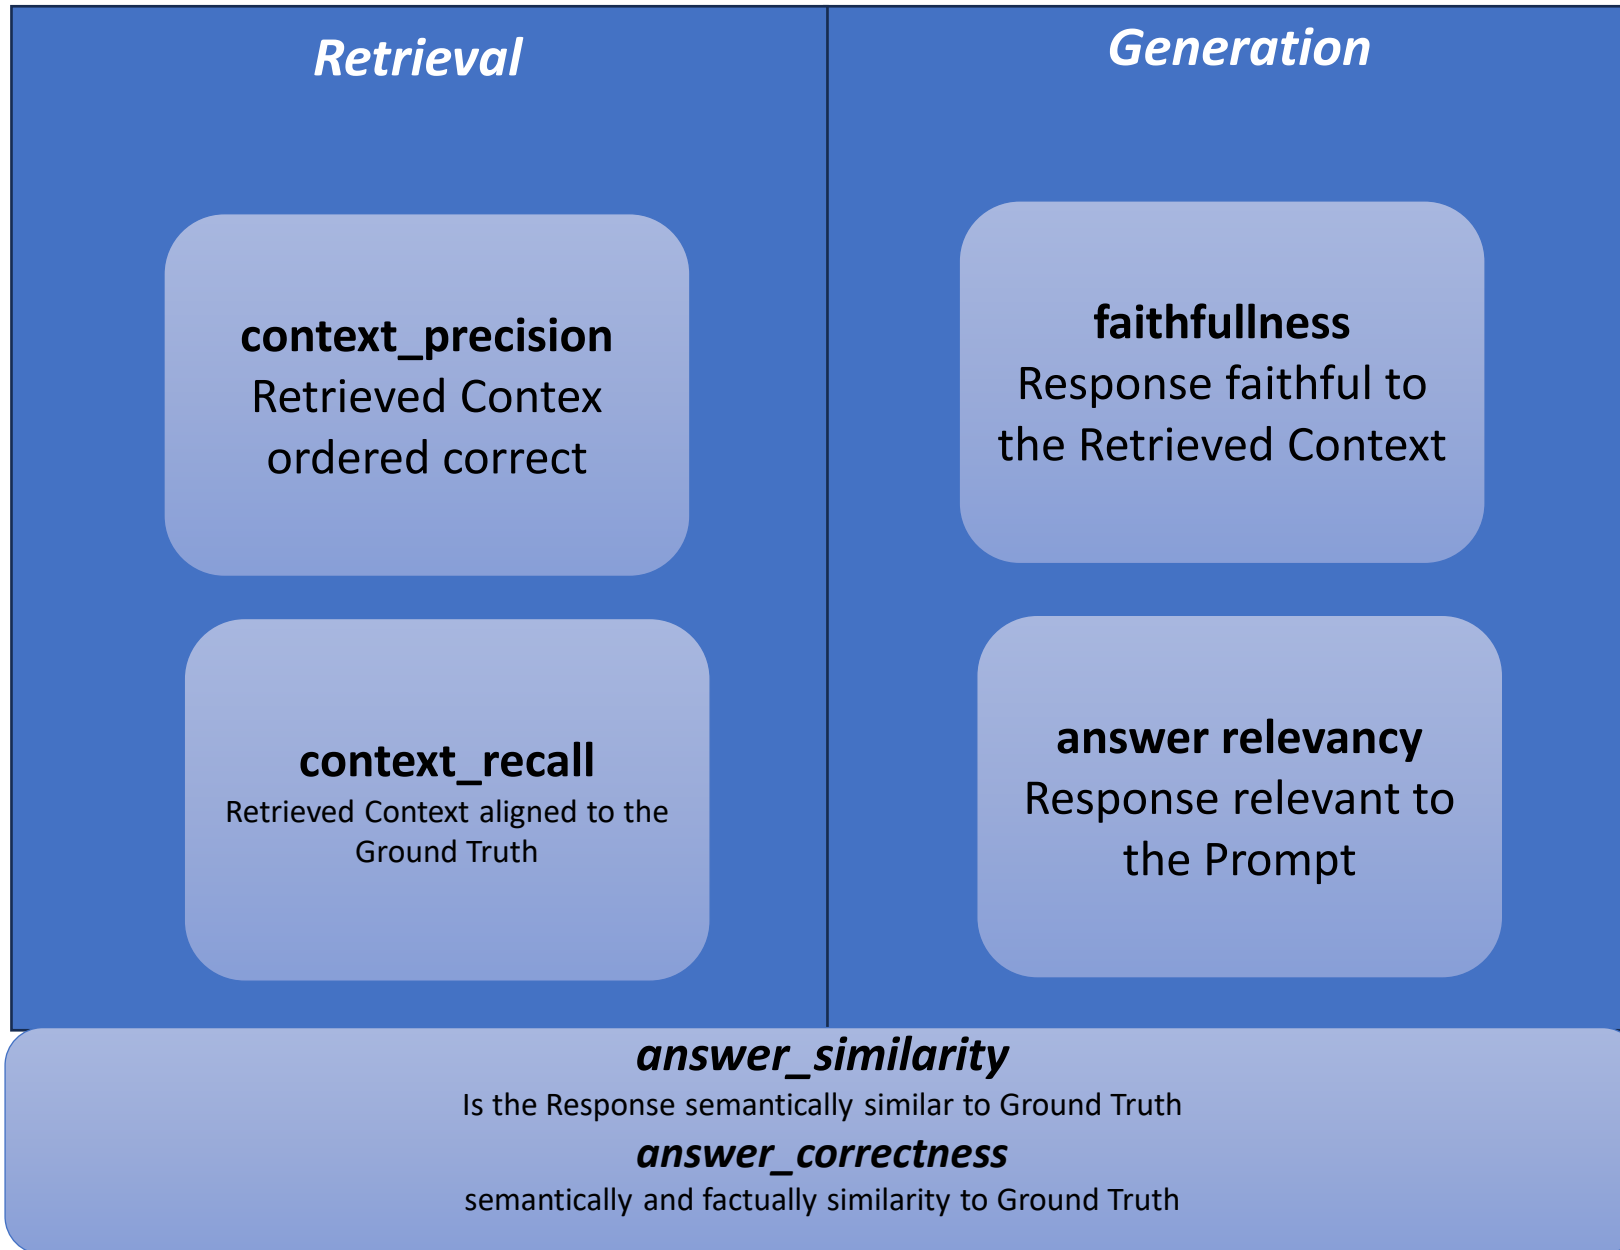 Retrieval
context_precision
Retrieved Contex
ordered correct
context_recall
Retrieved Context aligned to the
Ground Truth
Generation
faithfullness
Response faithful to
the Retrieved Context
answer relevancy
Response relevant to
the Prompt
answer_similarity
Is the Response semantically similar to Ground Truth
answer_correctness
semantically and factually similarity to Ground Truth